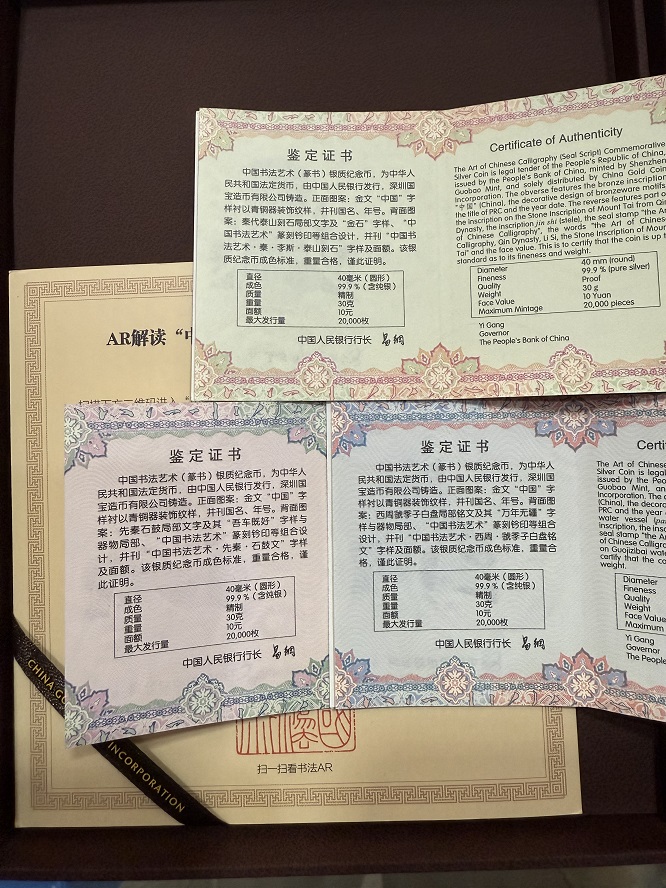 鉴定证书
中国书法艺术（篆书）银质纪念币，为中华人
民共和国法定货币，由中国人民银行发行，深圳国
宝造币有限公司铸造。正面图案：金文“中国”字
样衬以青铜器装饰纹样，并刊国名、年号。背面图
案：秦代泰山刻石局部文字及“金石”字样、“中
国书法艺术”篆刻钤印等组合设计，并刊“中国书
法艺术·秦·李斯·泰山刻石”字样及面额。该银
质纪念币成色标准，重量合格，谨此证明。
直径 40毫米（圆形）
成色 99.9％（含纯银）
质量 精制
重量 30克
面额 10元
最大发行量 20,000枚
中国人民银行行长 易纲
Certificate of Authenticity
The Art of Chinese Calligraphy (Seal Script) Commemorative
Silver Coin is legal tender of the People's Republic of China,
issued by the People's Bank of China, minted by Shenzhen
Guobao Mint, and solely distributed by China Gold Coin
Incorporation. The obverse features the bronze inscription
"中国" (China), the decorative design of bronzeware motifs,
the title of PRC and the year date. The reverses features part of
the inscription on the Stone Inscription of Mount Tai from Qin
Dynasty, the inscription jin shi (stele), the seal stamp "the Art
of Chinese Calligraphy", the words "the Art of Chinese
Calligraphy, Qin Dynasty, Li Si, the Stone Inscription of Mount
Tai" and the face value. This is to certify that the coin is up to
standard as to its fineness and weight.
Diameter 40 mm (round)
Fineness 99.9 % (pure silver)
Quality Proof
Weight 30 g
Face Value 10 Yuan
Maximum Mintage 20,000 pieces
Yi Gang
Governor
The People's Bank of China
AR解读“中
鉴定证书
中国书法艺术（篆书）银质纪念币，为中华人
民共和国法定货币，由中国人民银行发行，深圳国
宝造币有限公司铸造。正面图案：金文“中国”字
样衬以青铜器装饰纹样，并刊国名、年号。背面图
案：先秦石鼓局部文字及其“吾车既好”字样与
器物局部、“中国书法艺术”篆刻钤印等组合设
计，并刊“中国书法艺术·先秦·石鼓文”字样
及面额。该银质纪念币成色标准，重量合格，谨
此证明。
直径 40毫米（圆形）
成色 99.9％（含纯银）
质量 精制
重量 30克
面额 10元
最大发行量 20,000枚
中国人民银行行长 易纲
鉴定证书
中国书法艺术（篆书）银质纪念币，为中华人
民共和国法定货币，由中国人民银行发行，深圳国
宝造币有限公司铸造。正面图案：金文“中国”字
样衬以青铜器装饰纹样，并刊国名、年号。背面图
案：西周虢季子白盘局部铭文及其“万年无疆”字样
与器物局部、“中国书法艺术”篆刻钤印等组合
设计，并刊“中国书法艺术·西周·虢季子白盘铭
文”字样及面额。该银质纪念币成色标准，重量合
格，谨此证明。
直径 40毫米（圆形）
成色 99.9％（含纯银）
质量 精制
重量 30克
面额 10元
最大发行量 20,000枚
中国人民银行行长 易纲
Certi
The Art of Chinese
Silver Coin is legal
issued by the People
Guobao Mint, an
Incorporation. The
(China), the decora
PRC and the year
water vessel (pan
inscription, the ins
seal stamp "the Ar
of Chinese Calligra
on Guojizibai wate
certify that the co
weight.
Diameter
Fineness
Quality
Weight
Face Value
Maximum
Yi Gang
Governor
The People
CHINA G
INCORPORATION
扫一扫看书法AR